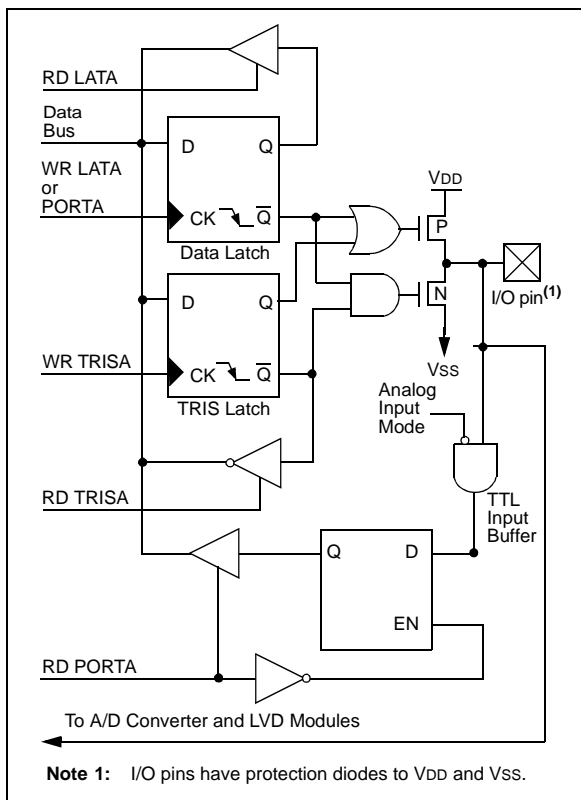 RD LATA
Data
Bus
D Q
WR LATA
or
PORTA
CK Q
Data Latch
VDD
P
N
I/O pin(1)
D Q
WR TRISA
CK Q
TRIS Latch
VSS
Analog
Input
Mode
TTL
Input
Buffer
RD TRISA
Q D
EN
RD PORTA
To A/D Converter and LVD Modules
Note 1: I/O pins have protection diodes to VDD and VSS.